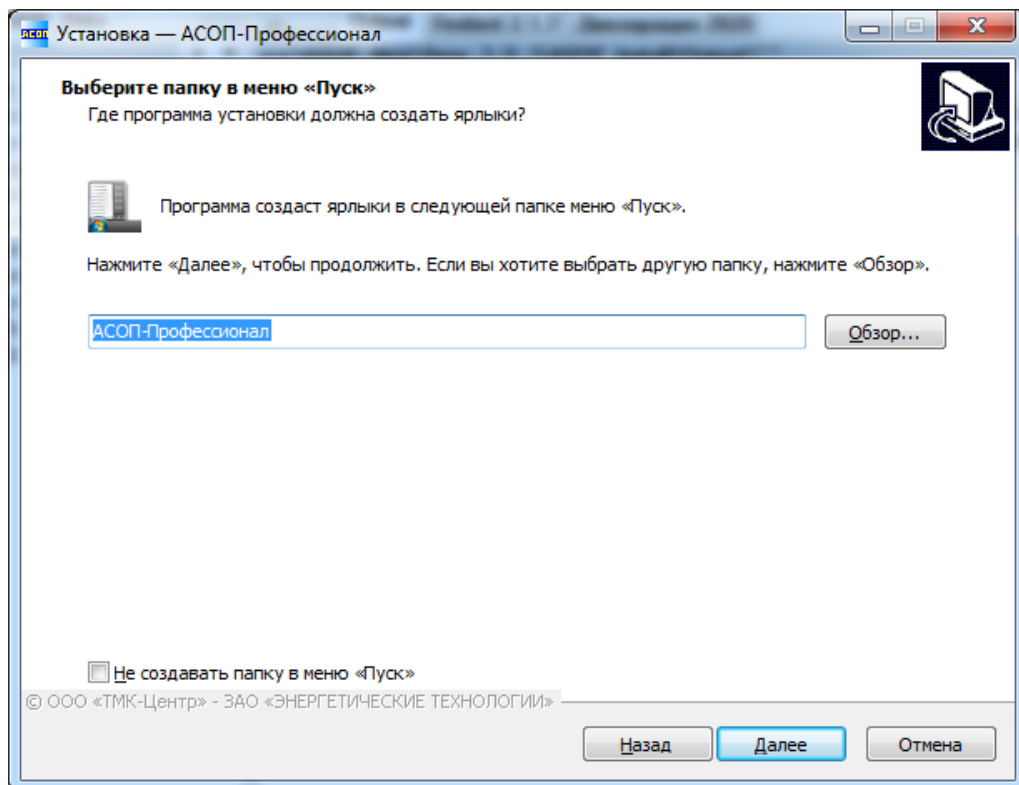 АСОП Установка — АСОП-Профессионал
Выберите папку в меню «Пуск»
Где программа установки должна создать ярлыки?
Программа создаст ярлыки в следующей папке меню «Пуск».
Нажмите «Далее», чтобы продолжить. Если вы хотите выбрать другую папку, нажмите «Обзор».
АСОП-Профессионал
Обзор...
Не создавать папку в меню «Пуск»
© ООО «ТМК-Центр» - ЗАО «ЭНЕРГЕТИЧЕСКИЕ ТЕХНОЛОГИИ»
Назад Далее Отмена